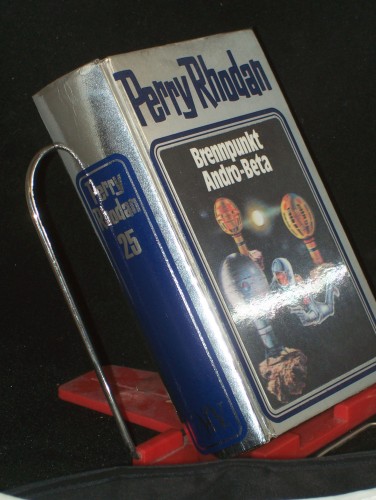 Perry Rhodan
Brennpunkt
Andro-Beta
Perry
Rhodan
25